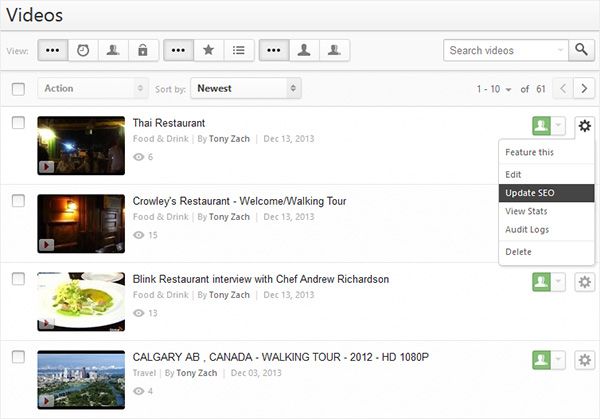 Videos
View: Search videos
Action Sort by: Newest 1 - 10 of 61
Thai Restaurant
Food & Drink | By Tony Zach | Dec 13, 2013
6
Feature this
Edit
Update SEO
View Stats
Audit Logs
Delete
Crowley's Restaurant - Welcome/Walking Tour
Food & Drink | By Tony Zach | Dec 13, 2013
15
Blink Restaurant interview with Chef Andrew Richardson
Food & Drink | By Tony Zach | Dec 13, 2013
13
CALGARY AB , CANADA - WALKING TOUR - 2012 - HD 1080P
Travel | By Tony Zach | Dec 03, 2013
4